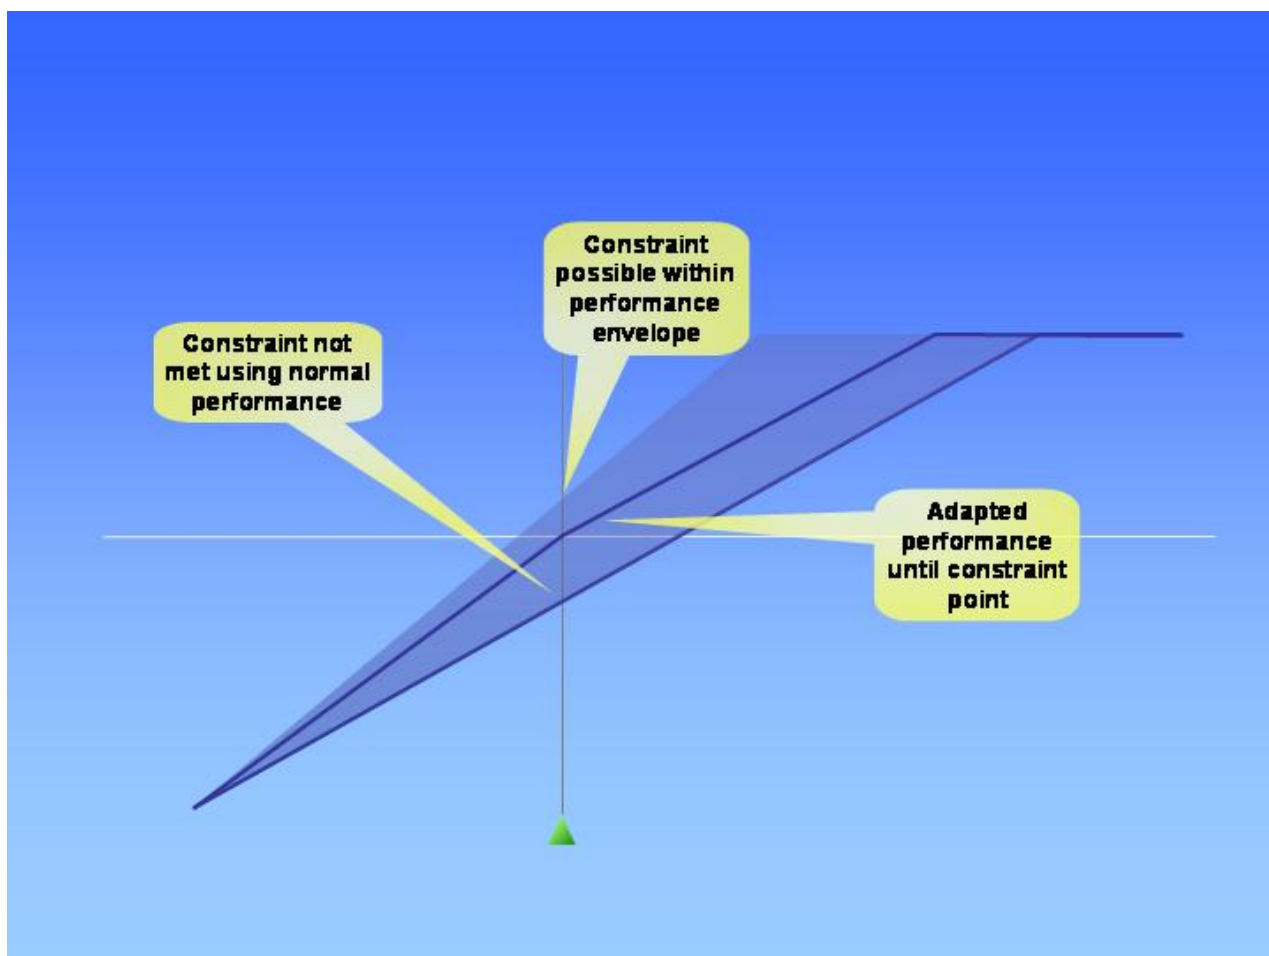 Constraint
possible within
performance
envelope
Constraint not
met using normal
performance
Adapted
performance
until constraint
point